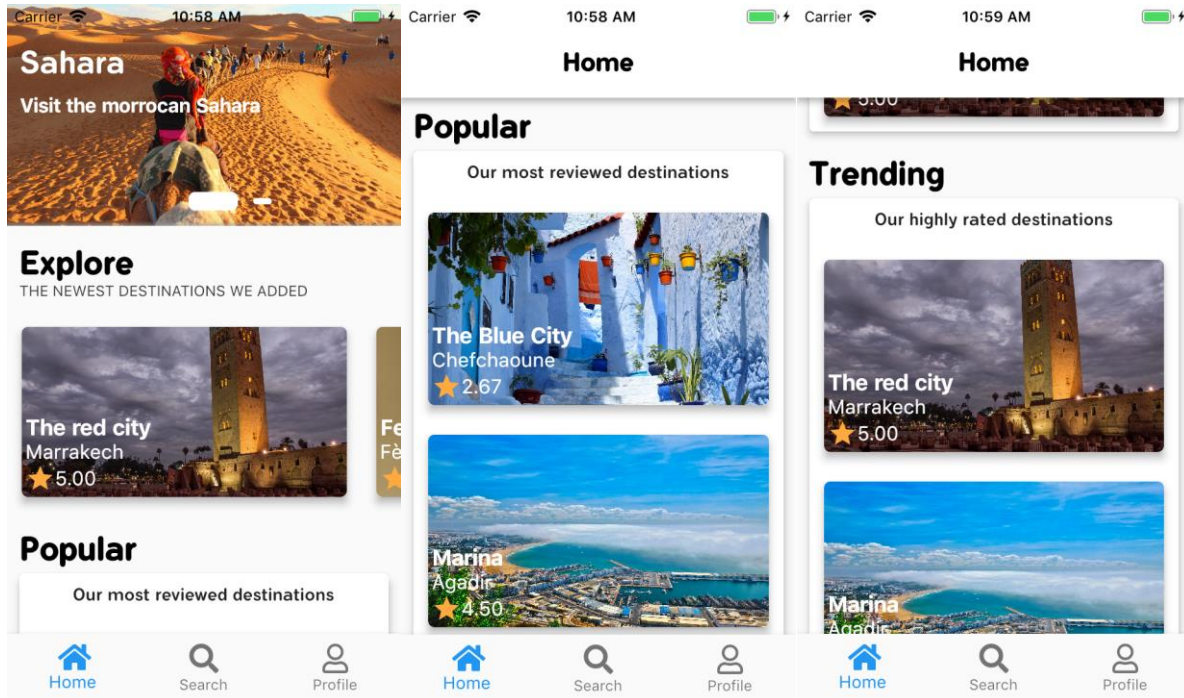 Carrier 10:58 AM
Sahara
Visit the morrocan Sahara
Explore
THE NEWEST DESTINATIONS WE ADDED
The red city
Marrakech
5.00
Fe
Fè
Popular
Our most reviewed destinations
Home Search Profile
Carrier 10:58 AM
Home
Popular
Our most reviewed destinations
The Blue City
Chefchaoune
2.67
Marina
Agadir
4.50
Home Search Profile
Carrier 10:59 AM
Home
5.00
Trending
Our highly rated destinations
The red city
Marrakech
5.00
Marina
Agadir
Home Search Profile